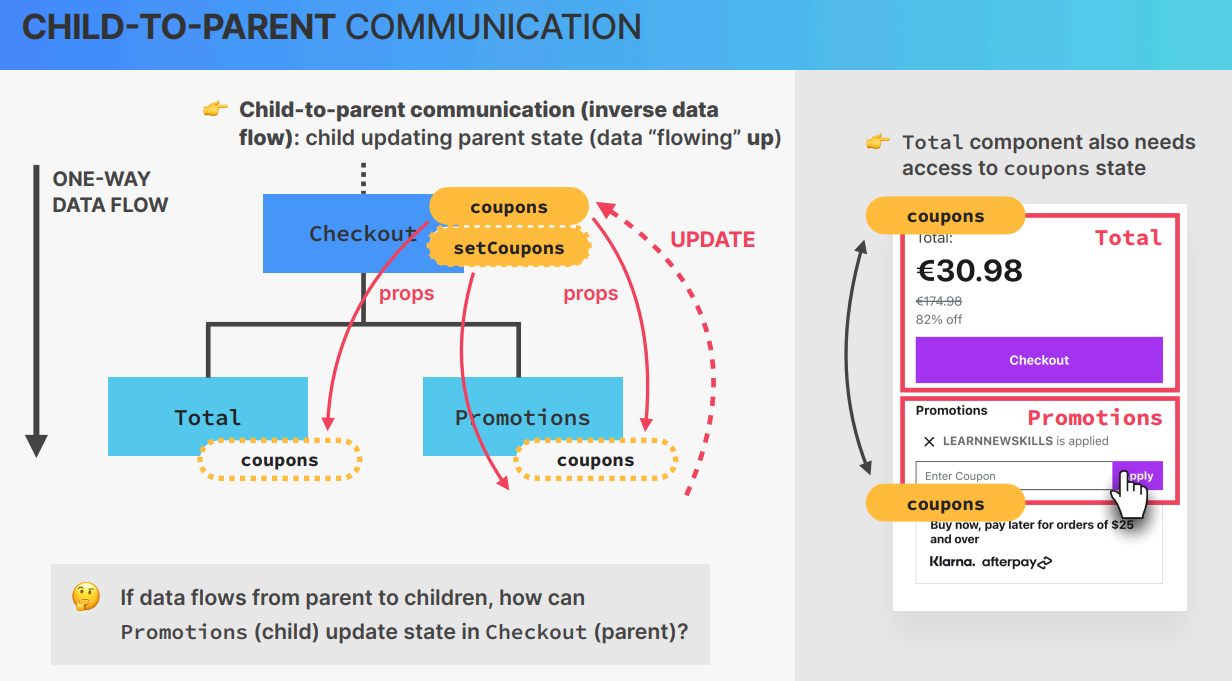 CHILD-TO-PARENT COMMUNICATION
👉 Child-to-parent communication (inverse data
flow): child updating parent state (data “flowing” up)
ONE-WAY
DATA FLOW
Checkout
coupons
setCoupons
UPDATE
props
props
Total
coupons
Promotions
coupons
🤔 If data flows from parent to children, how can
Promotions (child) update state in Checkout (parent)?
👉 Total component also needs
access to coupons state
coupons
Total:
Total
€30.98
€174.98
82% off
Checkout
Promotions
Promotions
LEARNNEWSKILLS is applied
Enter Coupon
coupons
Buy now, pay later for orders of $25
and over
Klarna. afterpay